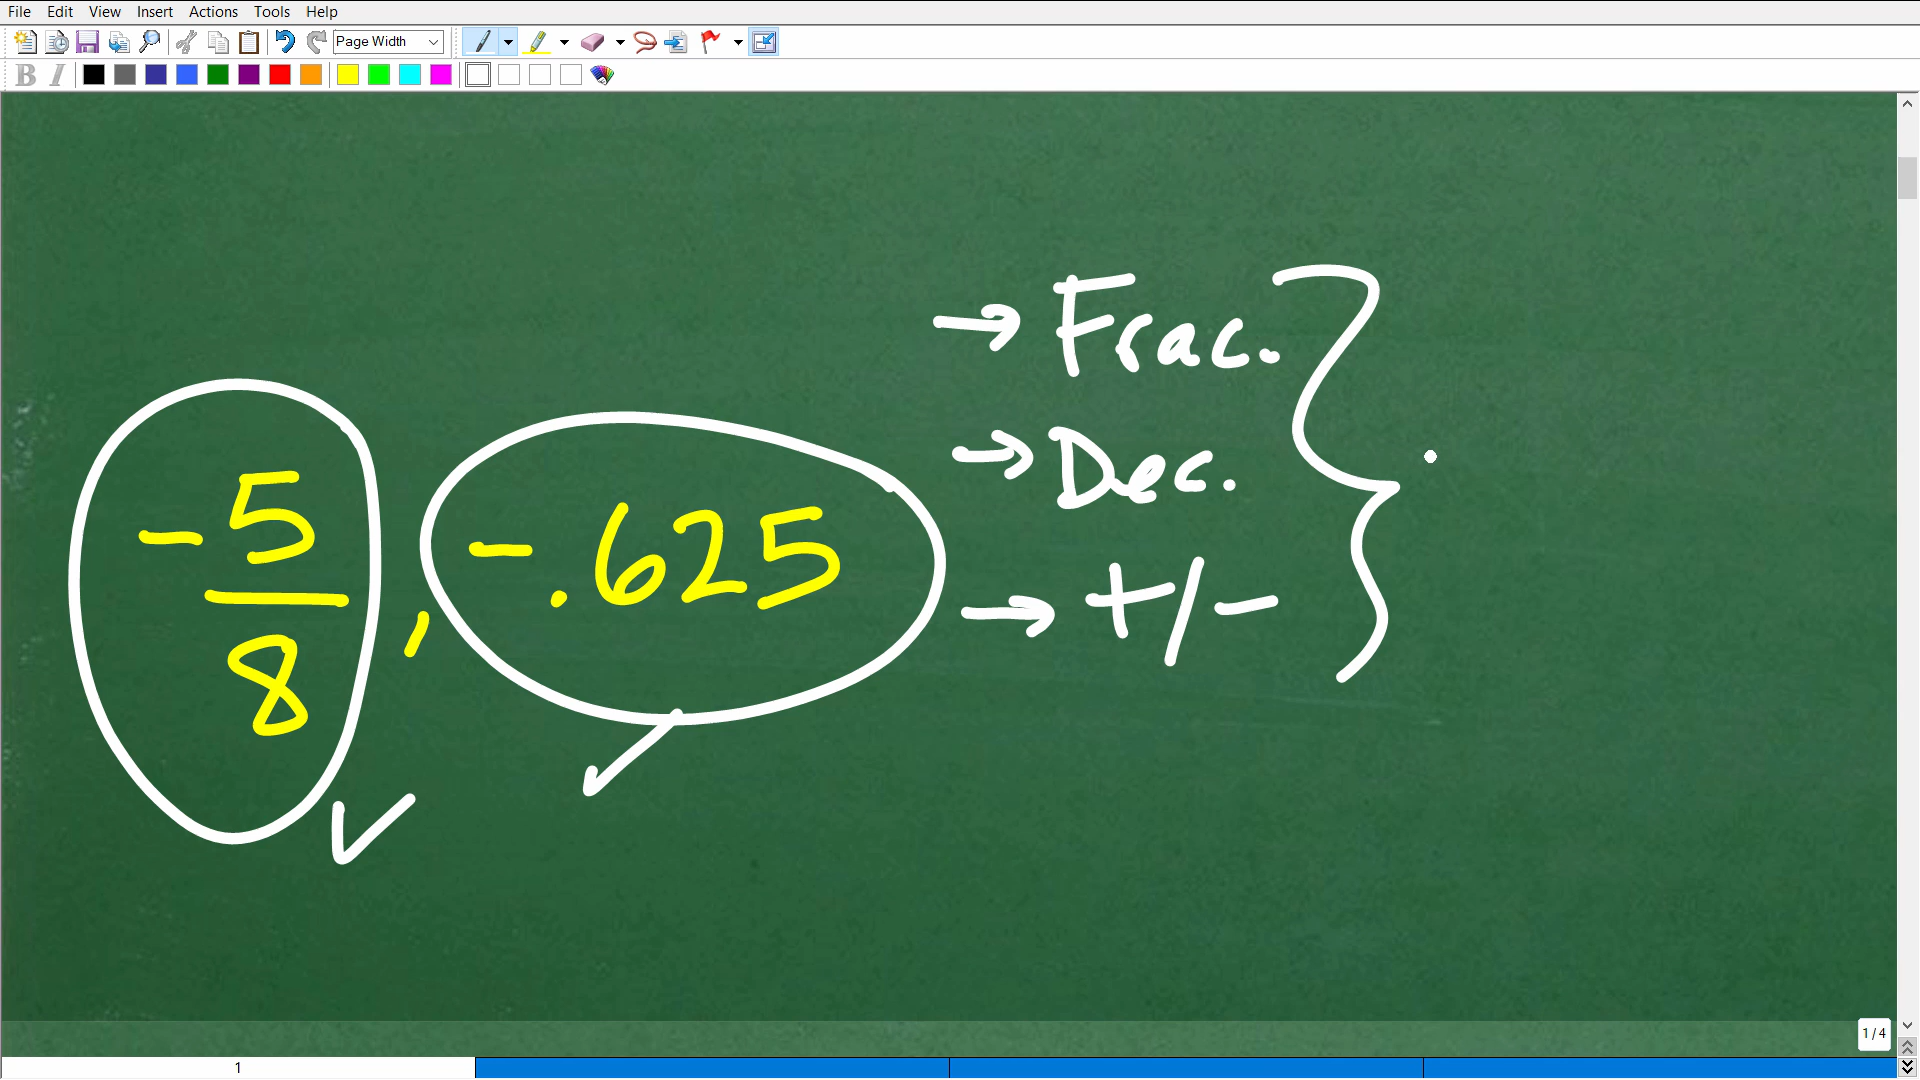 File Edit View Insert Actions Tools Help
Page Width
B I
→ Frac.
→ Dec.
→ +/-
-5/8, -.625
1 / 4
1